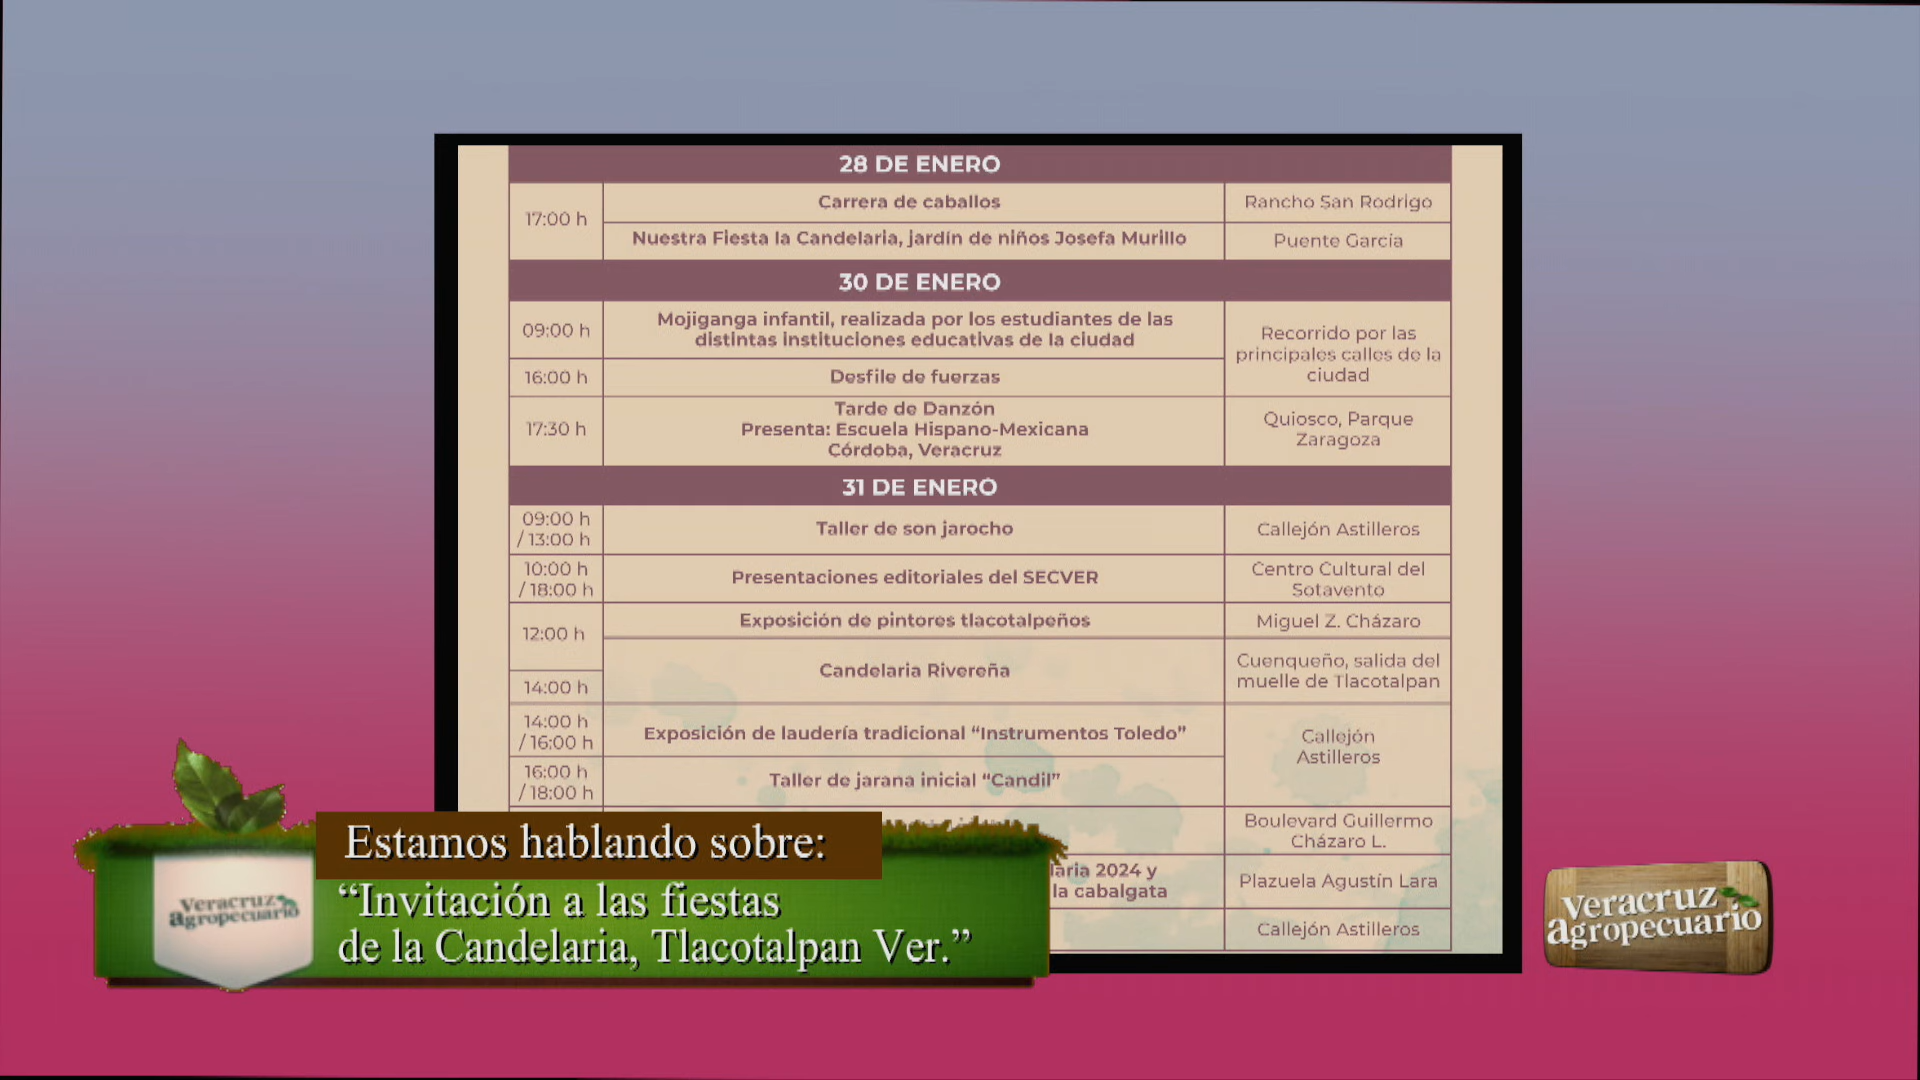 28 DE ENERO
17:00 h
Carrera de caballos
Rancho San Rodrigo
Nuestra Fiesta la Candelaria, jardín de niños Josefa Murillo
Puente García
30 DE ENERO
09:00 h
Mojiganga infantil, realizada por los estudiantes de las
distintas instituciones educativas de la ciudad
Recorrido por las
principales calles de la
ciudad
16:00 h
Desfile de fuerzas
17:30 h
Tarde de Danzón
Presenta: Escuela Hispano-Mexicana
Córdoba, Veracruz
Quiosco, Parque
Zaragoza
31 DE ENERO
09:00 h
/ 13:00 h
Taller de son jarocho
Callejón Astilleros
10:00 h
/ 18:00 h
Presentaciones editoriales del SECVER
Centro Cultural del
Sotavento
12:00 h
Exposición de pintores tlacotalpeños
Miguel Z. Cházaro
14:00 h
Candelaria Rivereña
Cuenqueño, salida del
muelle de Tlacotalpan
14:00 h
/ 16:00 h
Exposición de laudería tradicional “Instrumentos Toledo”
Callejón
Astilleros
16:00 h
/ 18:00 h
Taller de jarana inicial “Candil”
Boulevard Guillermo
Cházaro L.
2024 y
la cabalgata
Plazuela Agustín Lara
Callejón Astilleros
Estamos hablando sobre:
“Invitación a las fiestas
de la Candelaria, Tlacotalpan Ver.”
Veracruz
agropecuario
Veracruz
agropecuario